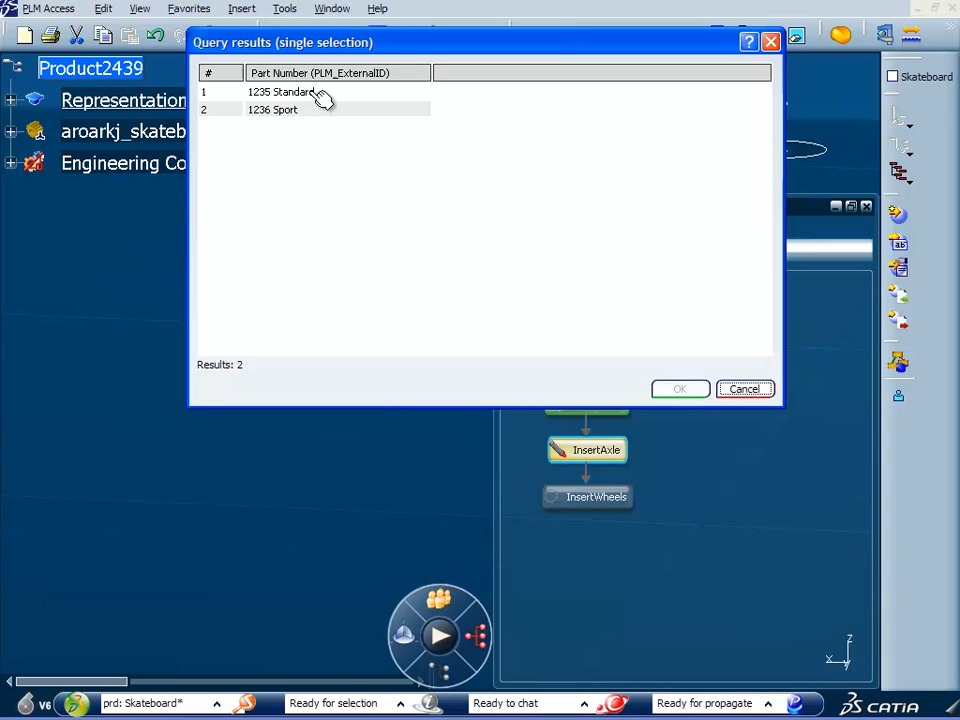 PLM Access Edit View Favorites Insert Tools Window Help
Query results (single selection)
Product2439
# Part Number (PLM_ExternalID)
Skateboard
1 1235 Standard
Representation
2 1236 Sport
aroarkj_skateb
Engineering Co
Results: 2
OK Cancel
InsertAxle
InsertWheels
z
x
y
V6 prd: Skateboard* Ready for selection Ready to chat Ready for propagate CATIA